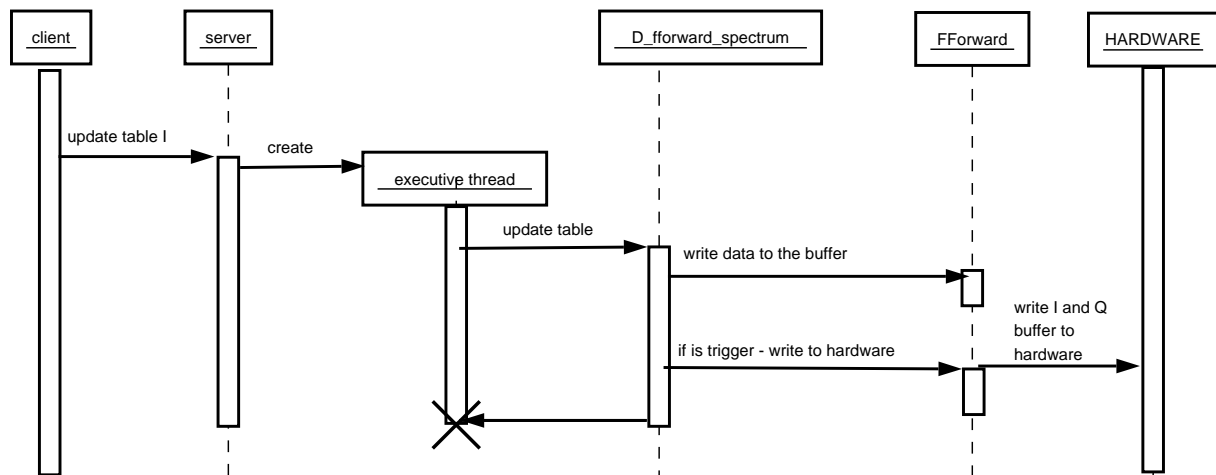 client
server
D_fforward_spectrum
FForward
HARDWARE
update table I
create
executive thread
update table
write data to the buffer
write I and Q
buffer to
hardware
if is trigger - write to hardware